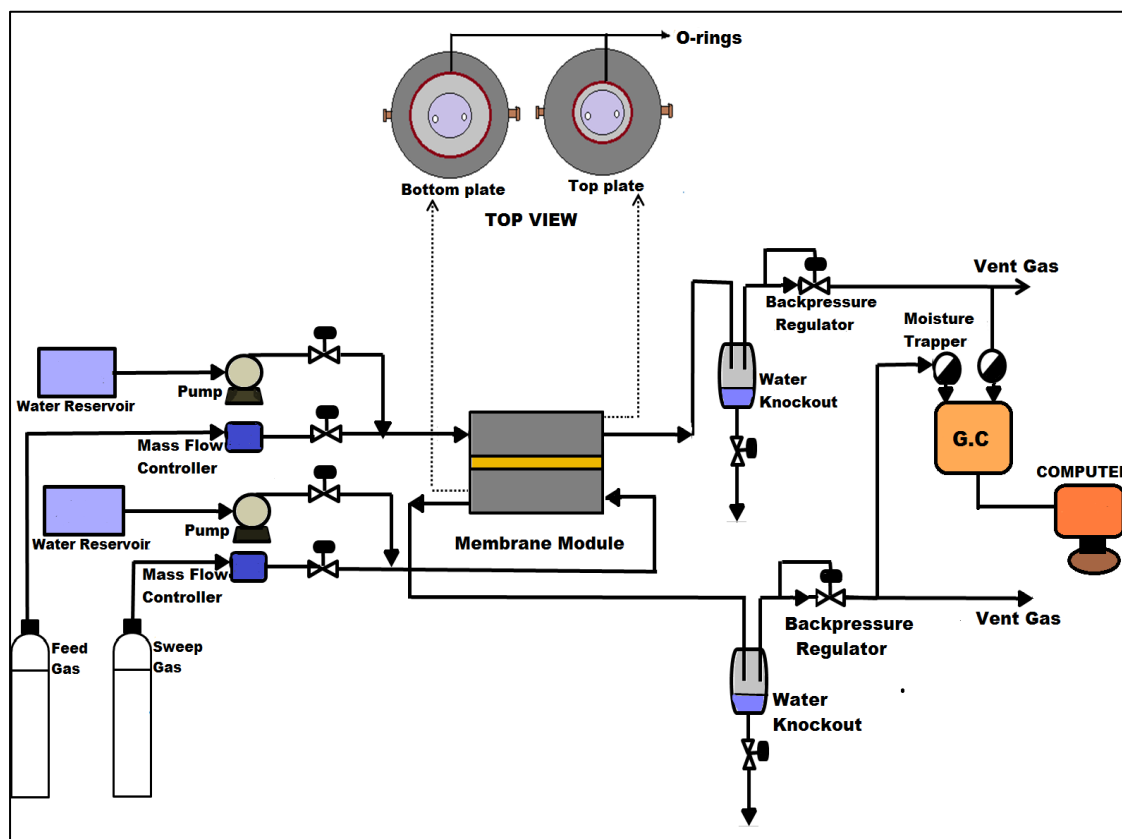 O-rings
Bottom plate
Top plate
TOP VIEW
Vent Gas
Backpressure
Regulator
Moisture
Trapper
Water Reservoir
Pump
Water
Knockout
G.C
Mass Flow
Controller
COMPUTER
Water Reservoir
Pump
Membrane Module
Mass Flow
Controller
Feed
Gas
Sweep
Gas
Backpressure
Regulator
Vent Gas
Water
Knockout